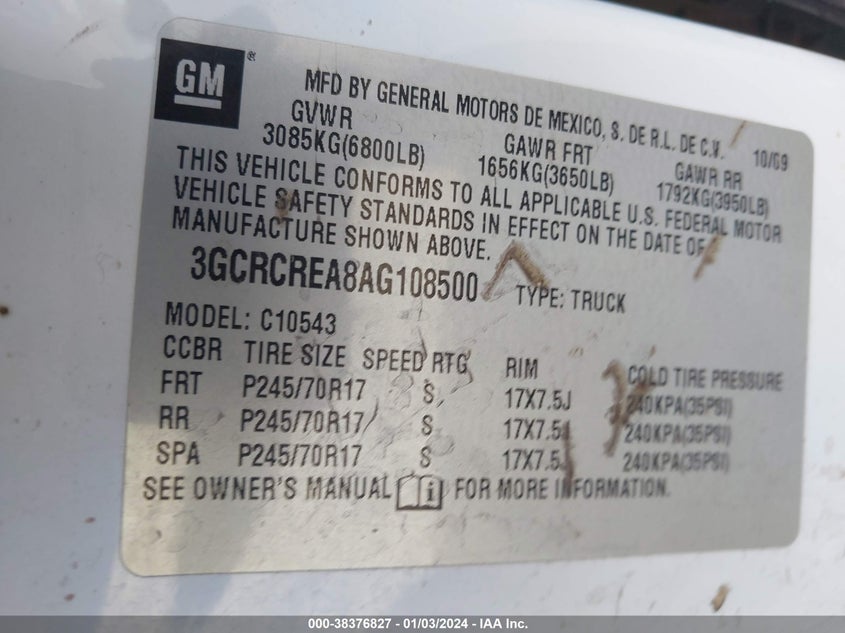 GM®
MFD BY GENERAL MOTORS DE MEXICO, S. DE R.L. DE C.V. 10/09
GVWR GAWR FRT GAWR RR
3085KG(6800LB) 1656KG(3650LB) 1792KG(3950LB)
THIS VEHICLE CONFORMS TO ALL APPLICABLE U.S. FEDERAL MOTOR
VEHICLE SAFETY STANDARDS IN EFFECT ON THE DATE OF
MANUFACTURE SHOWN ABOVE.
3GCRCREA8AG108500 TYPE: TRUCK
MODEL: C10543
CCBR TIRE SIZE SPEED RTG RIM COLD TIRE PRESSURE
FRT P245/70R17 S 17X7.5J 240KPA(35PSI)
RR P245/70R17 S 17X7.5J 240KPA(35PSI)
SPA P245/70R17 S 17X7.5J 240KPA(35PSI)
SEE OWNER'S MANUAL i FOR MORE INFORMATION.
000-38376827 - 01/03/2024 - IAA Inc.